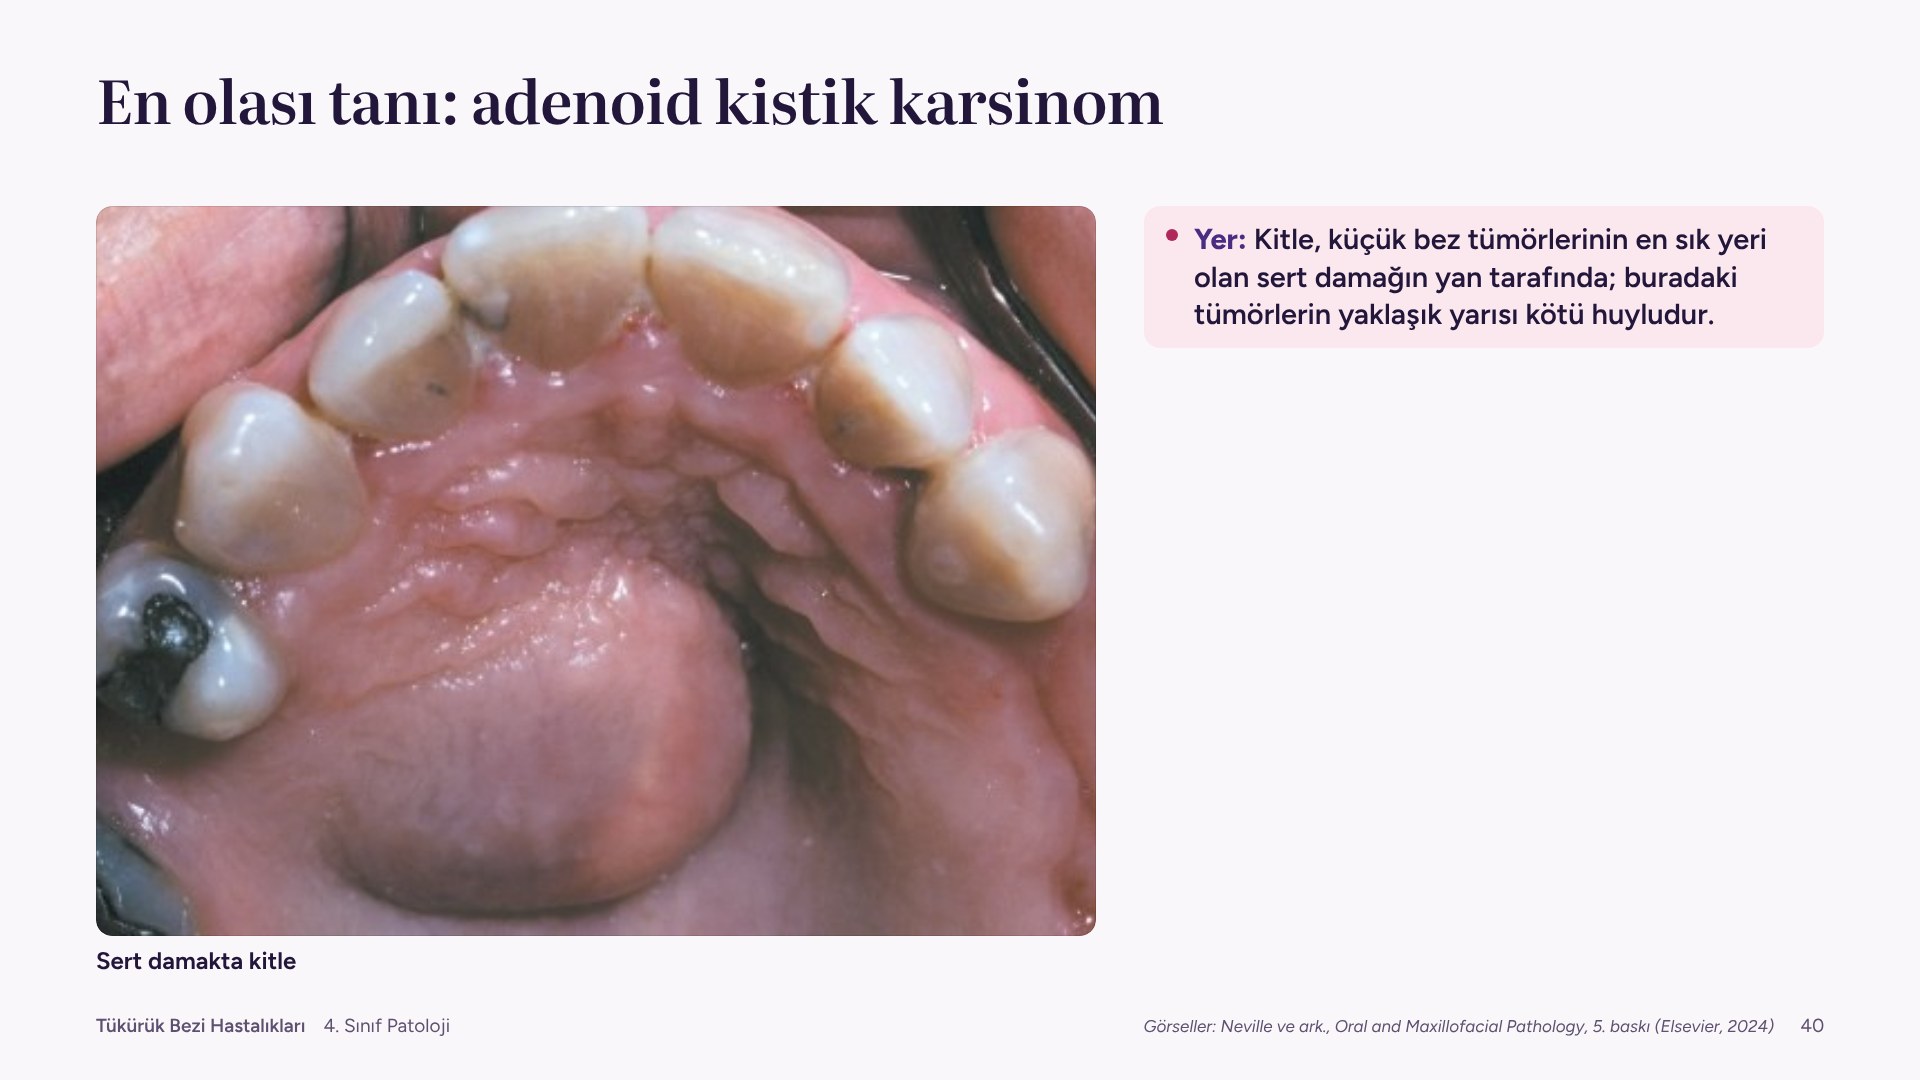 En olası tanı: adenoid kistik karsinom
Yer: Kitle, küçük bez tümörlerinin en sık yeri
olan sert damağın yan tarafında; buradaki
tümörlerin yaklaşık yarısı kötü huyludur.
Sert damakta kitle
Tükürük Bezi Hastalıkları 4. Sınıf Patoloji
Görseller: Neville ve ark., Oral and Maxillofacial Pathology, 5. baskı (Elsevier, 2024) 40